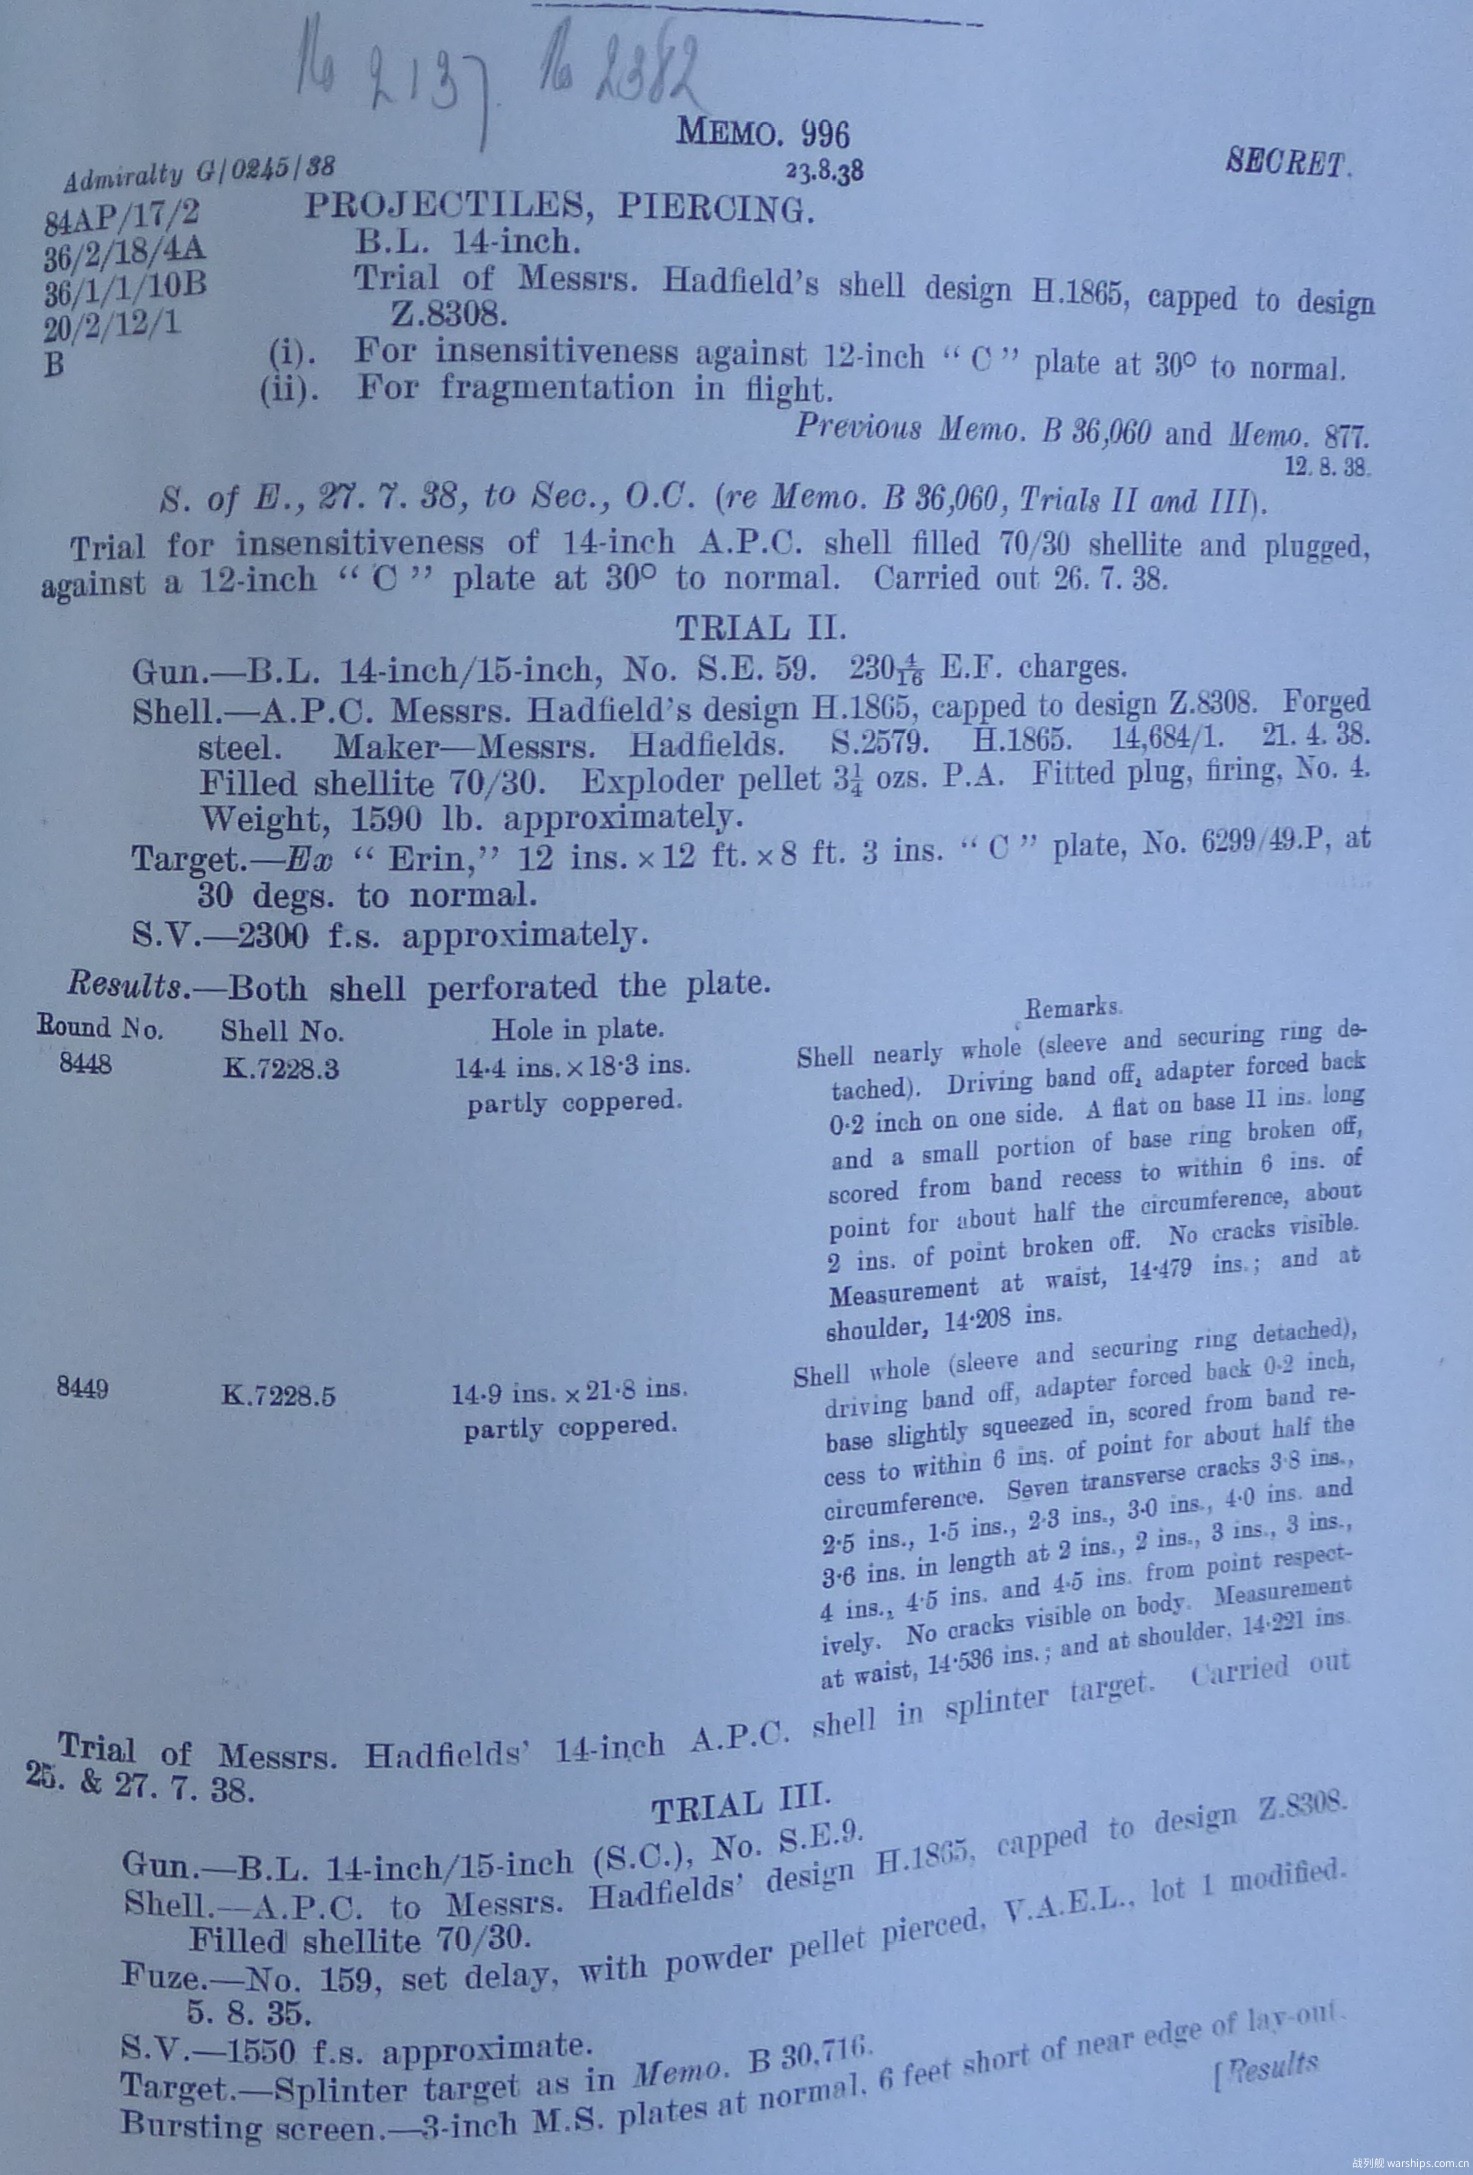 No 2137. No 2382
MEMO. 996
Admiralty G/0245/38
23.8.38
SECRET.
84AP/17/2
PROJECTILES, PIERCING.
36/2/18/4A
B.L. 14-inch.
36/1/1/10B
Trial of Messrs. Hadfield's shell design H.1865, capped to design
20/2/12/1
Z.8308.
B
(i). For insensitiveness against 12-inch “ C ” plate at 30° to normal.
(ii). For fragmentation in flight.
Previous Memo. B 36,060 and Memo. 877.
12. 8. 38.
S. of E., 27. 7. 38, to Sec., O.C. (re Memo. B 36,060, Trials II and III).
Trial for insensitiveness of 14-inch A.P.C. shell filled 70/30 shellite and plugged,
against a 12-inch “ C ” plate at 30° to normal. Carried out 26. 7. 38.
TRIAL II.
Gun.—B.L. 14-inch/15-inch, No. S.E. 59. 230 4/16 E.F. charges.
Shell.—A.P.C. Messrs. Hadfield's design H.1865, capped to design Z.8308. Forged
steel. Maker—Messrs. Hadfields. S.2579. H.1865. 14,684/1. 21. 4. 38.
Filled shellite 70/30. Exploder pellet 3¼ ozs. P.A. Fitted plug, firing, No. 4.
Weight, 1590 lb. approximately.
Target.—Ex “ Erin,” 12 ins. × 12 ft. × 8 ft. 3 ins. “ C ” plate, No. 6299/49.P, at
30 degs. to normal.
S.V.—2300 f.s. approximately.
Results.—Both shell perforated the plate.
Round No. Shell No. Hole in plate. Remarks.
8448 K.7228.3 14·4 ins. × 18·3 ins.
partly coppered.
Shell nearly whole (sleeve and securing ring de-
tached). Driving band off, adapter forced back
0·2 inch on one side. A flat on base 11 ins. long
and a small portion of base ring broken off,
scored from band recess to within 6 ins. of
point for about half the circumference, about
2 ins. of point broken off. No cracks visible.
Measurement at waist, 14·479 ins.; and at
shoulder, 14·208 ins.
8449 K.7228.5 14·9 ins. × 21·8 ins.
partly coppered.
Shell whole (sleeve and securing ring detached),
driving band off, adapter forced back 0·2 inch,
base slightly squeezed in, scored from band re-
cess to within 6 ins. of point for about half the
circumference. Seven transverse cracks 3·8 ins.,
2·5 ins., 1·5 ins., 2·3 ins., 3·0 ins., 4·0 ins. and
3·6 ins. in length at 2 ins., 2 ins., 3 ins., 3 ins.,
4 ins., 4·5 ins. and 4·5 ins. from point respect-
ively. No cracks visible on body. Measurement
at waist, 14·536 ins.; and at shoulder, 14·221 ins.
Trial of Messrs. Hadfields' 14-inch A.P.C. shell in splinter target. Carried out
25. & 27. 7. 38.
TRIAL III.
Gun.—B.L. 14-inch/15-inch (S.C.), No. S.E.9.
Shell.—A.P.C. to Messrs. Hadfields' design H.1865, capped to design Z.8308.
Filled shellite 70/30.
Fuze.—No. 159, set delay, with powder pellet pierced, V.A.E.L., lot 1 modified.
5. 8. 35.
S.V.—1550 f.s. approximate.
Target.—Splinter target as in Memo. B 30,716.
Bursting screen.—3-inch M.S. plates at normal, 6 feet short of near edge of lay-out.
[Results
战列舰 warships.com.cn